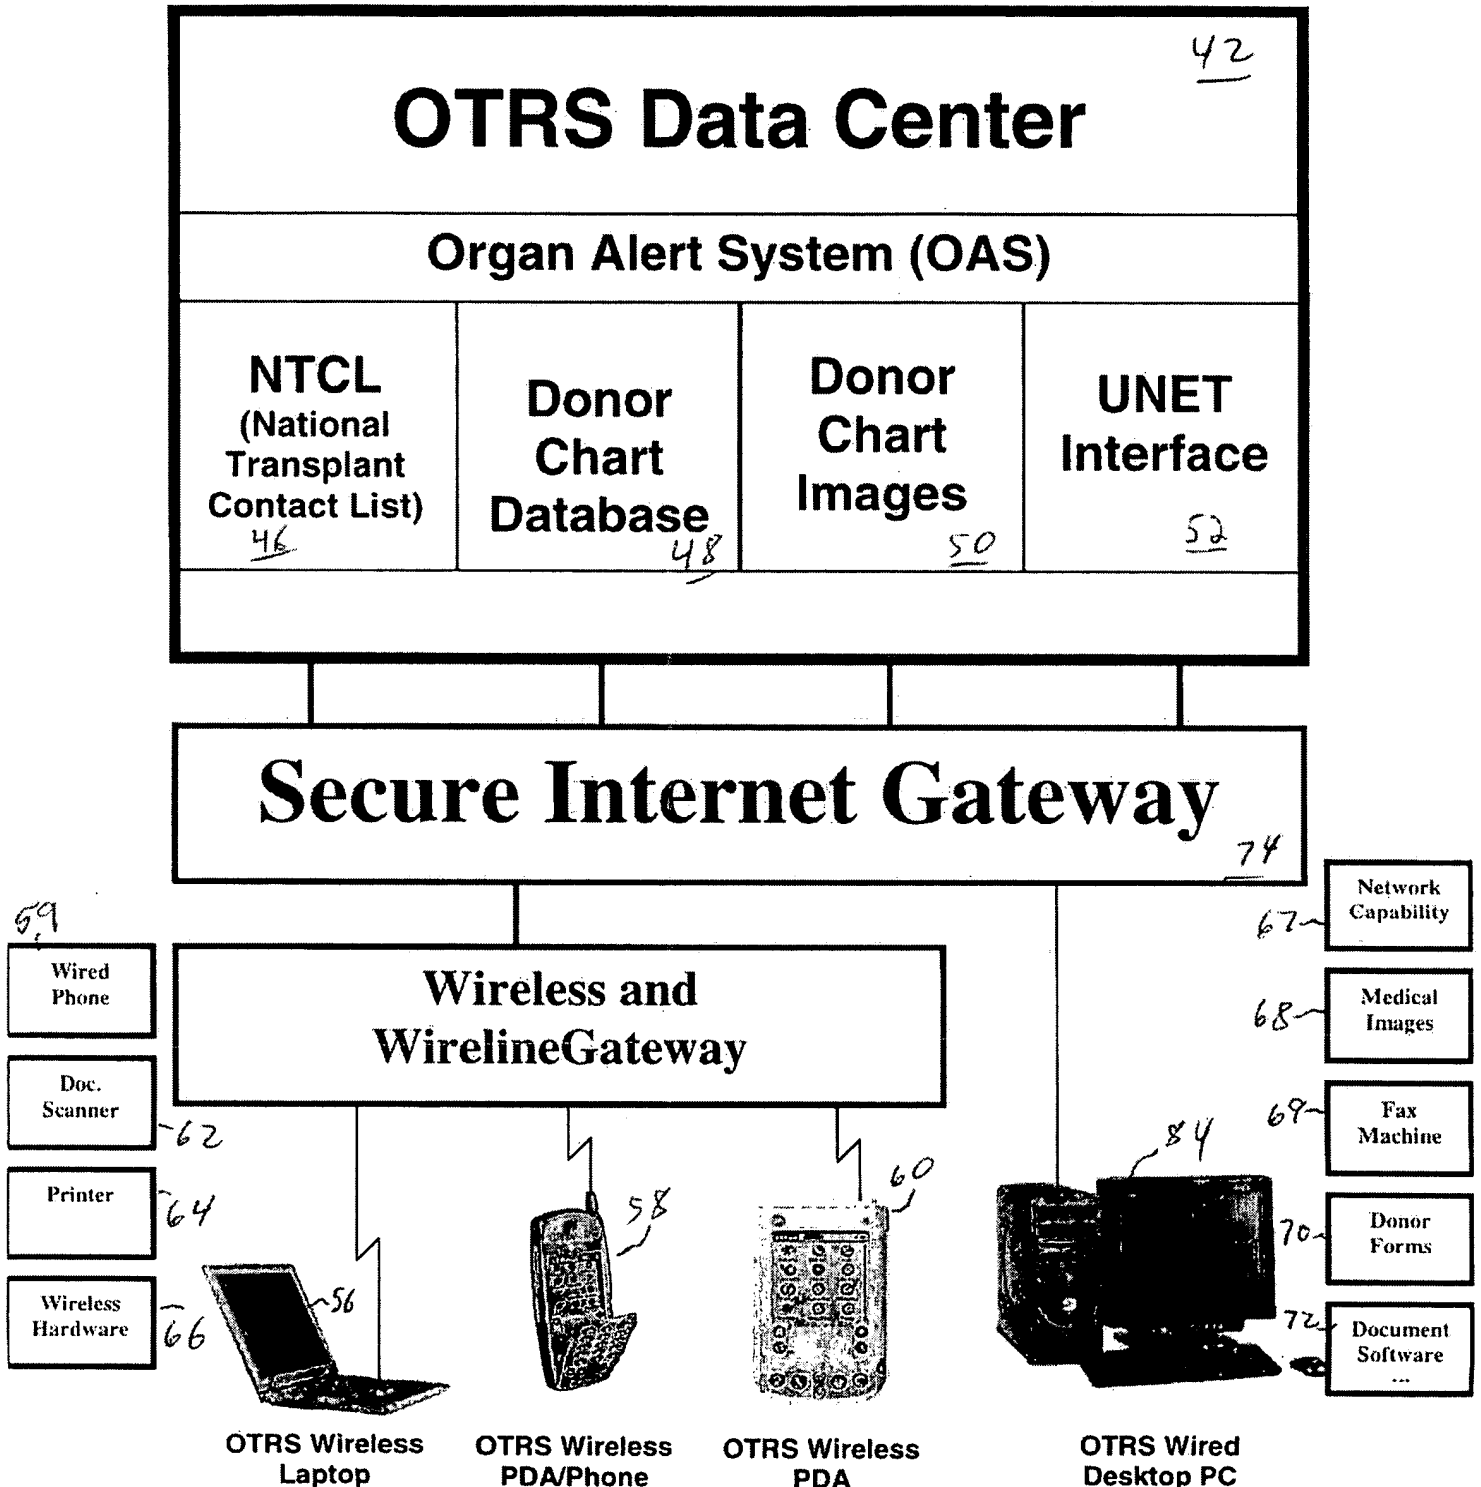 42
OTRS Data Center
Organ Alert System (OAS)
NTCL
(National
Transplant
Contact List)
46
Donor
Chart
Database
48
Donor
Chart
Images
50
UNET
Interface
52
Secure Internet Gateway
74
59
Wired
Phone
Doc.
Scanner
62
Printer
64
Wireless
Hardware
66
Wireless and
WirelineGateway
Network
Capability
67
Medical
Images
68
Fax
Machine
69
Donor
Forms
70
Document
Software
...
72
56
58
60
84
OTRS Wireless
Laptop
OTRS Wireless
PDA/Phone
OTRS Wireless
PDA
OTRS Wired
Desktop PC